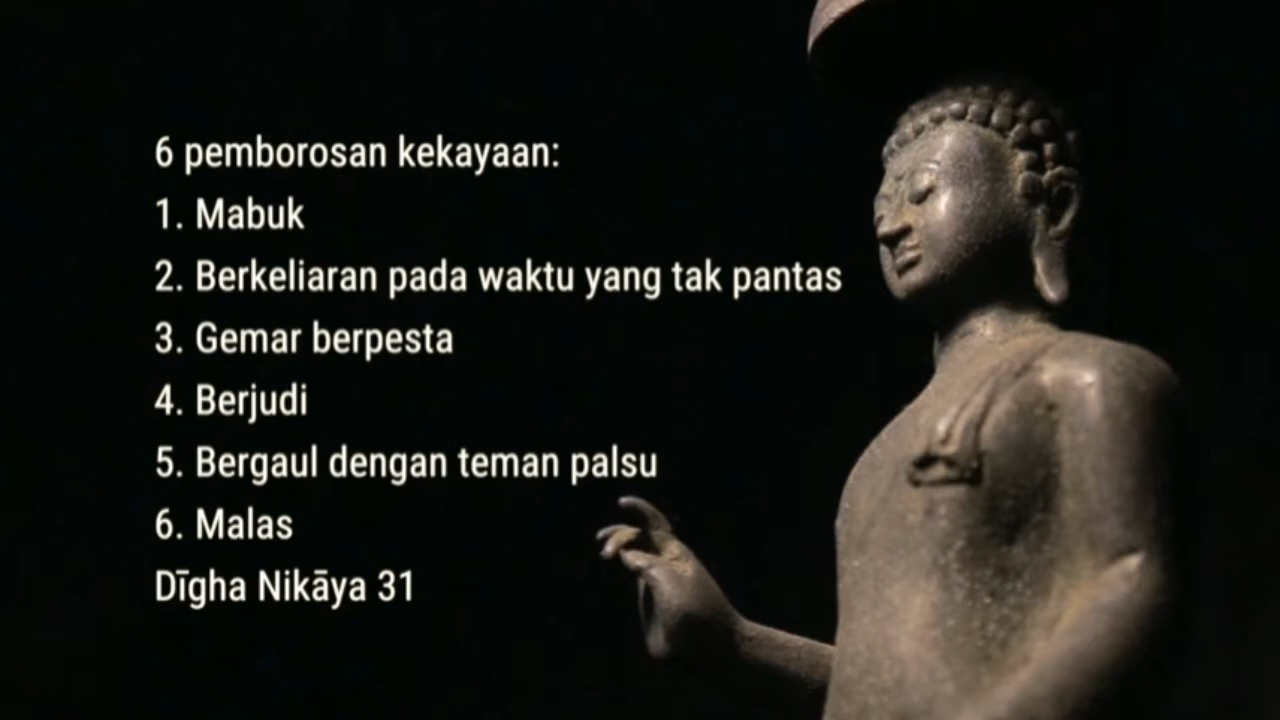 6 pemborosan kekayaan:
1. Mabuk
2. Berkeliaran pada waktu yang tak pantas
3. Gemar berpesta
4. Berjudi
5. Bergaul dengan teman palsu
6. Malas
Dīgha Nikāya 31